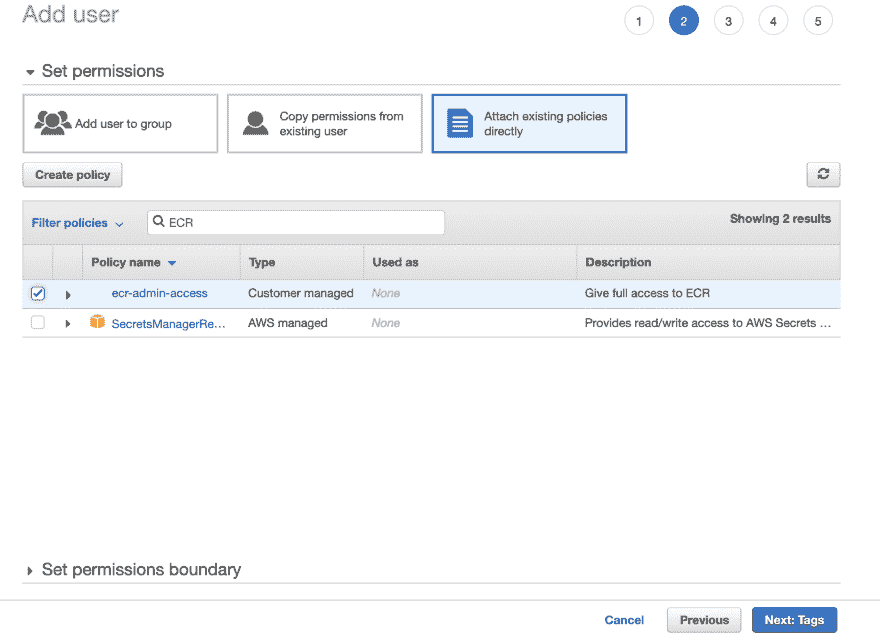 Add user
1 2 3 4 5
Set permissions
Add user to group
Copy permissions from
existing user
Attach existing policies
directly
Create policy
Filter policies
ECR
Showing 2 results
Policy name Type Used as Description
ecr-admin-access Customer managed None Give full access to ECR
SecretsManagerRe... AWS managed None Provides read/write access to AWS Secrets ...
Set permissions boundary
Cancel Previous Next: Tags